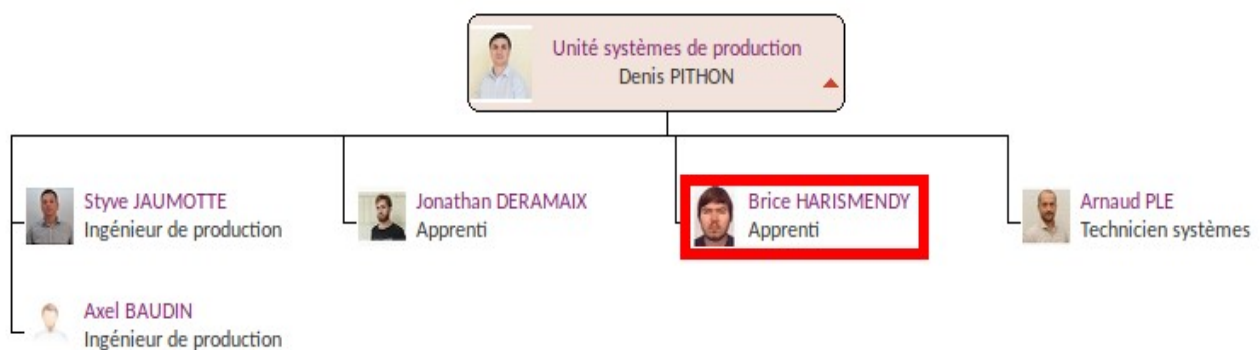 Unité systèmes de production
Denis PITHON
Styve JAUMOTTE
Ingénieur de production
Jonathan DERAMAIX
Apprenti
Brice HARISMENDY
Apprenti
Arnaud PLE
Technicien systèmes
Axel BAUDIN
Ingénieur de production